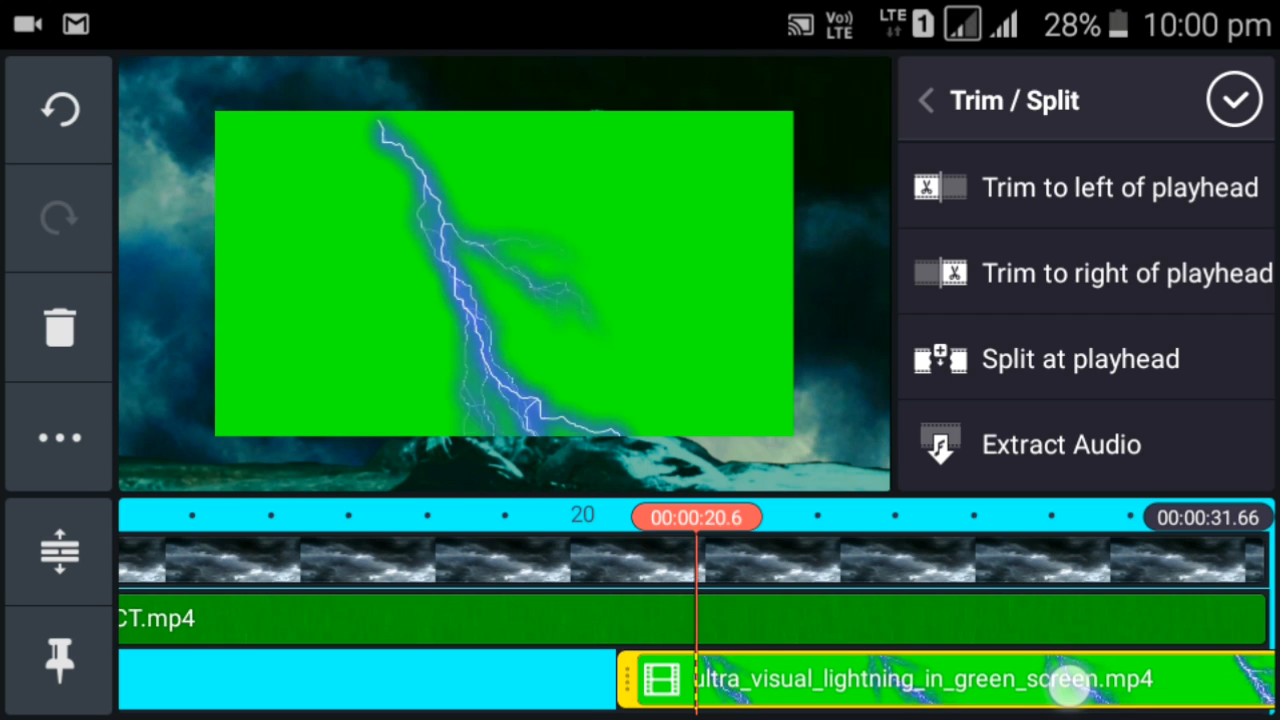 Vo))
LTE
LTE
1
28%
10:00 pm
Trim / Split
Trim to left of playhead
Trim to right of playhead
Split at playhead
Extract Audio
20
00:00:20.6
00:00:31.66
CT.mp4
ultra_visual_lightning_in_green_screen.mp4